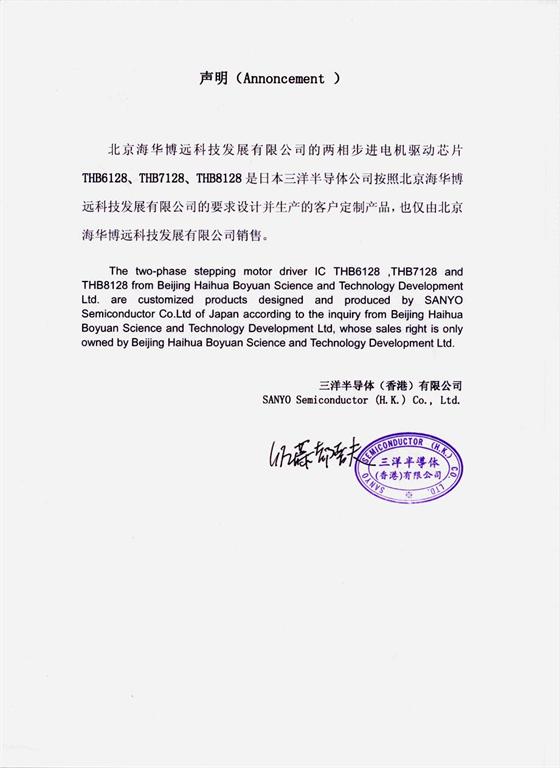 声明（Annoncement ）
北京海华博远科技发展有限公司的两相步进电机驱动芯片
THB6128、THB7128、THB8128 是日本三洋半导体公司按照北京海华博
远科技发展有限公司的要求设计并生产的客户定制产品，也仅由北京
海华博远科技发展有限公司销售。
The two-phase stepping motor driver IC THB6128 ,THB7128 and
THB8128 from Beijing Haihua Boyuan Science and Technology Development
Ltd. are customized products designed and produced by SANYO
Semiconductor Co.Ltd of Japan according to the inquiry from Beijing Haihua
Boyuan Science and Technology Development Ltd, whose sales right is only
owned by Beijing Haihua Boyuan Science and Technology Development Ltd.
三洋半导体（香港）有限公司
SANYO Semiconductor (H.K.) Co., Ltd.
SANYO SEMICONDUCTOR (H.K.) CO. LTD.
三洋半導体
(香港)有限公司